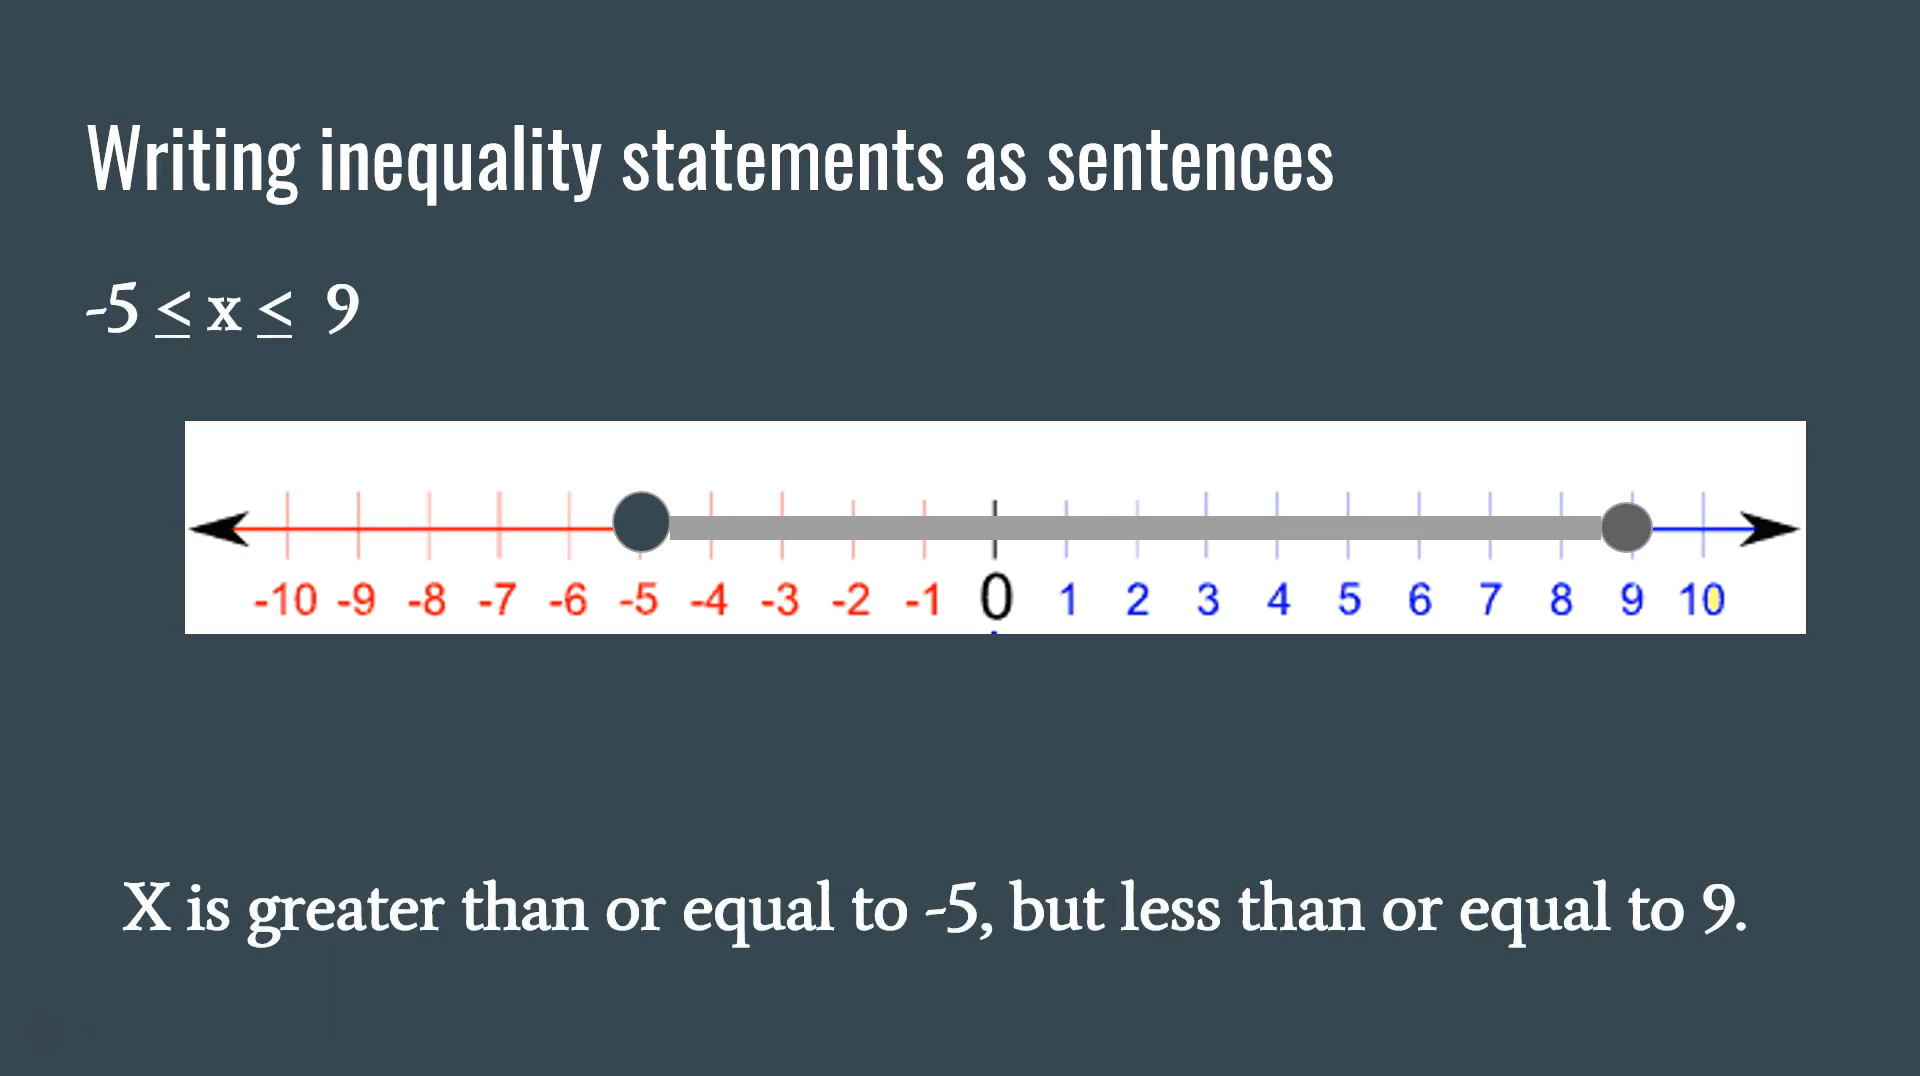 Writing inequality statements as sentences
-5 ≤ x ≤ 9
-10 -9 -8 -7 -6 -5 -4 -3 -2 -1 0 1 2 3 4 5 6 7 8 9 10
X is greater than or equal to -5, but less than or equal to 9.